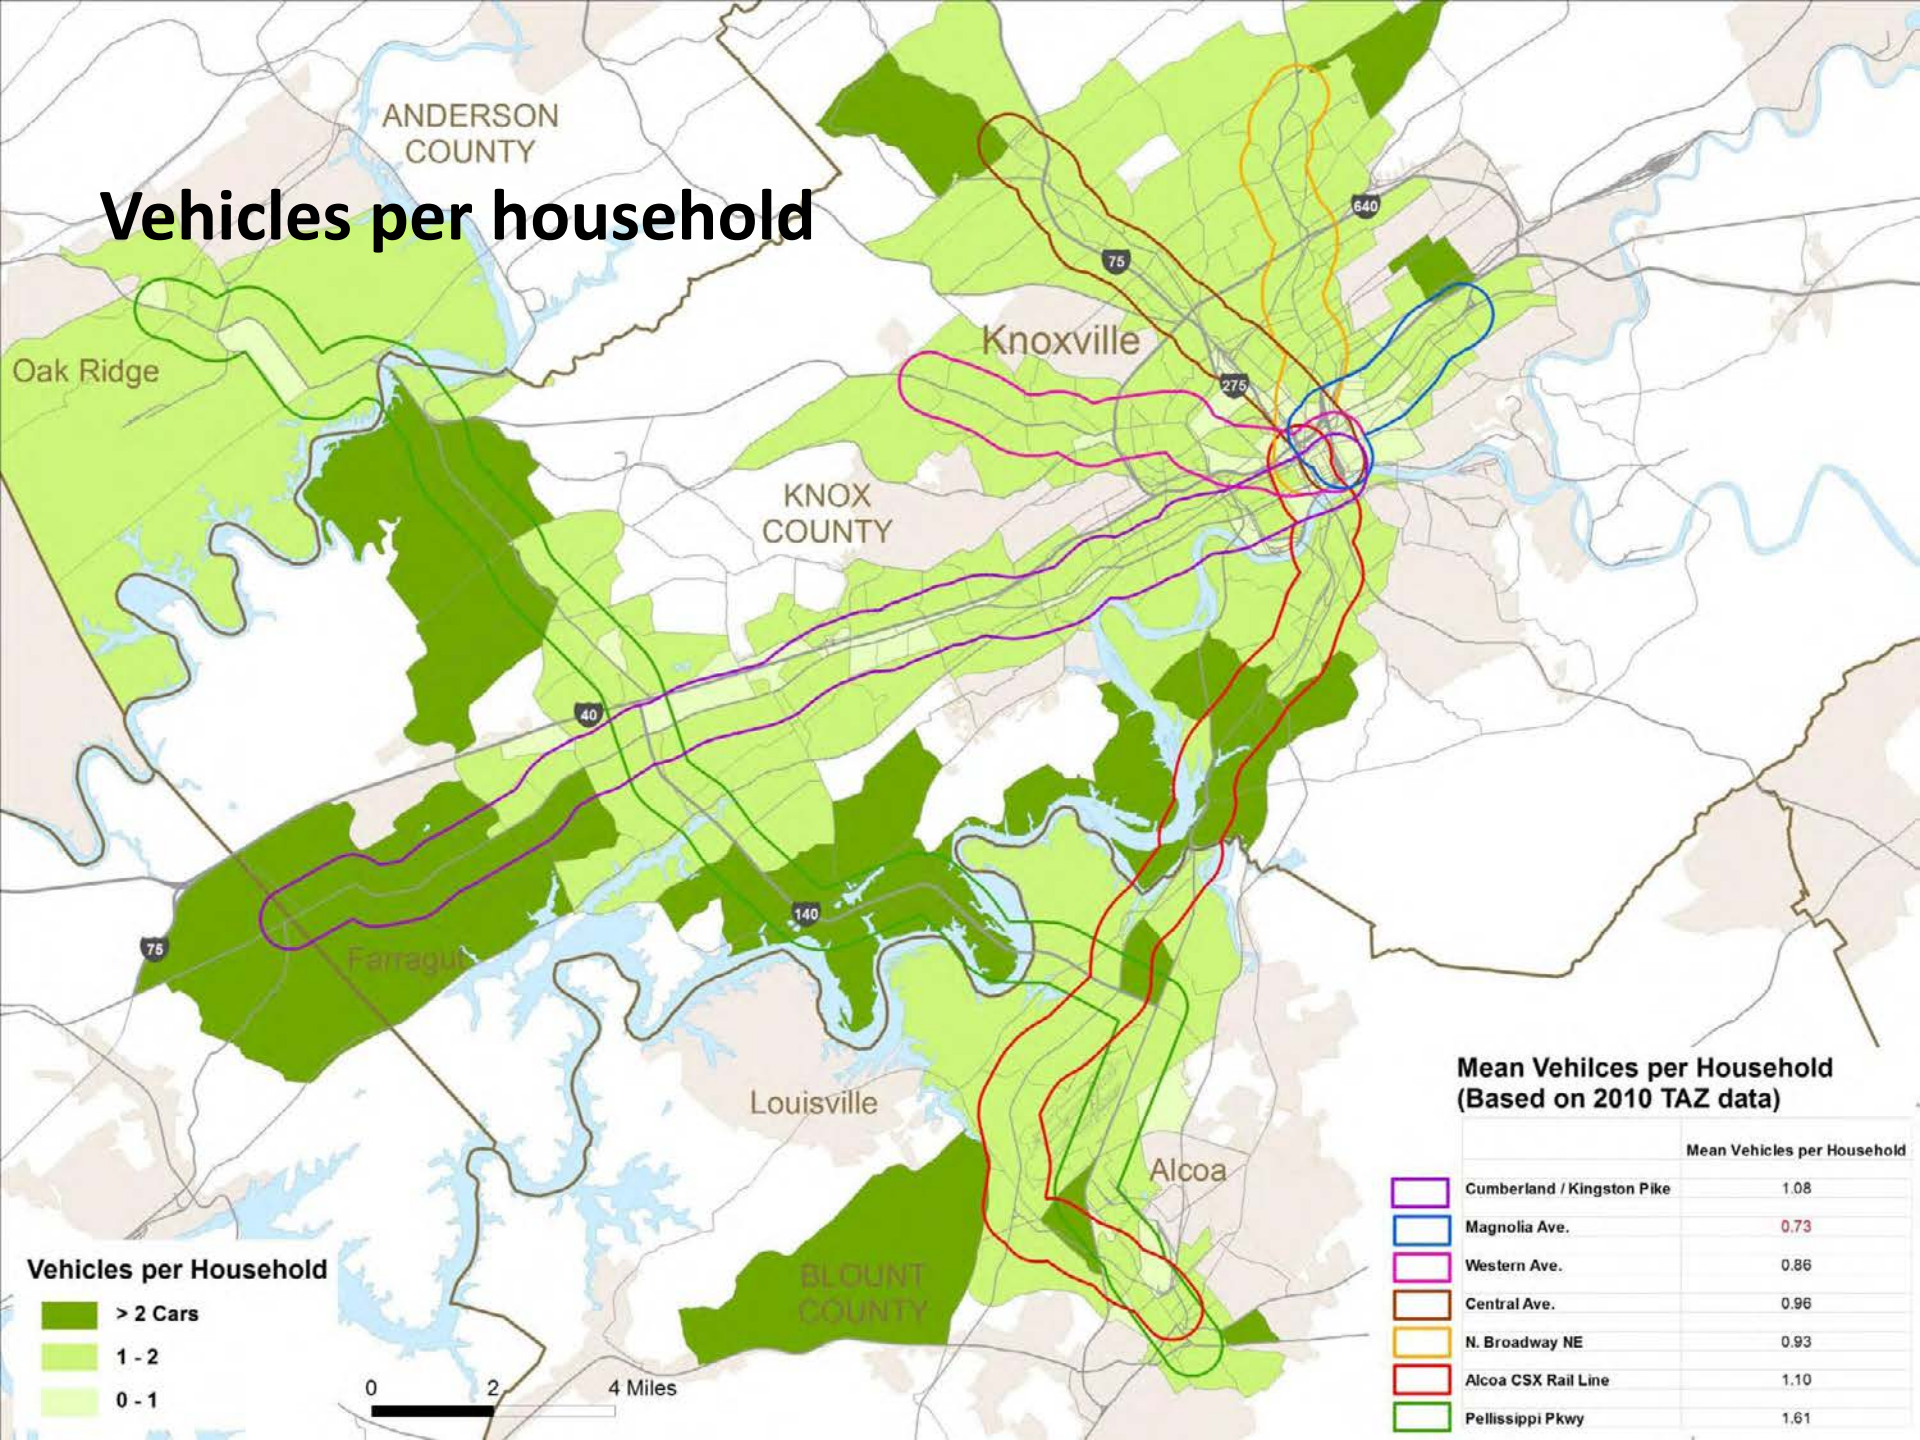 ANDERSON
COUNTY
Vehicles per household
640
75
Knoxville
Oak Ridge
275
KNOX
COUNTY
40
140
75
Farragut
Louisville
Alcoa
BLOUNT
COUNTY
Vehicles per Household
> 2 Cars
1 - 2
0 - 1
0 2 4 Miles
Mean Vehilces per Household
(Based on 2010 TAZ data)
Mean Vehicles per Household
Cumberland / Kingston Pike 1.08
Magnolia Ave. 0.73
Western Ave. 0.86
Central Ave. 0.96
N. Broadway NE 0.93
Alcoa CSX Rail Line 1.10
Pellissippi Pkwy 1.61